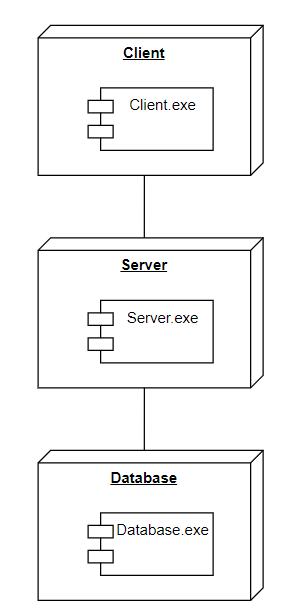 Client
Client.exe
Server
Server.exe
Database
Database.exe